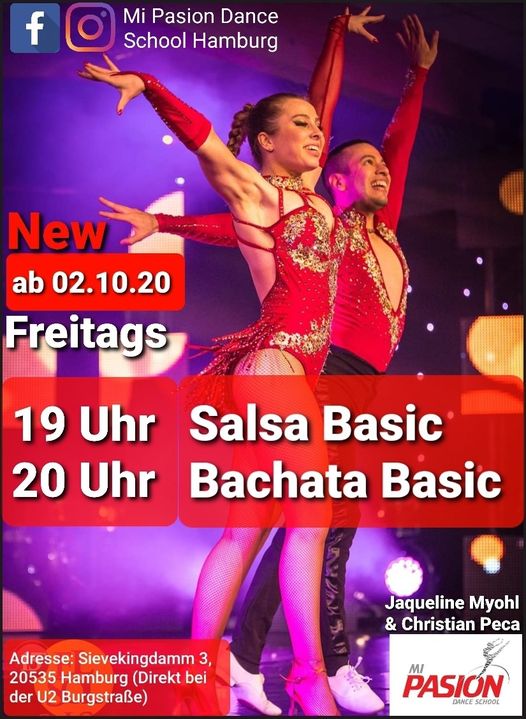 Mi Pasion Dance
School Hamburg
New
ab 02.10.20
Freitags
19 Uhr Salsa Basic
20 Uhr Bachata Basic
Jaqueline Myohl
& Christian Peca
Adresse: Sievekingdamm 3,
20535 Hamburg (Direkt bei
der U2 Burgstraße)
MI
PASION
DANCE SCHOOL